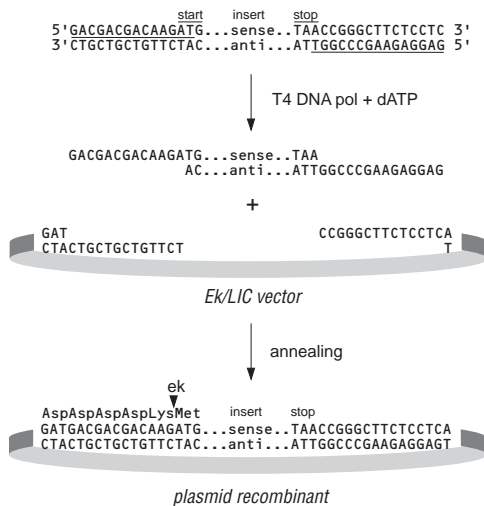 start insert stop
5'GACGACGACAAGATG...sense..TAACCGGGCTTCTCCTC 3'
3'CTGCTGCTGTTCTAC...anti...ATTGGCCCGAAGAGGAG 5'
T4 DNA pol + dATP
GACGACGACAAGATG...sense..TAA
AC...anti...ATTGGCCCGAAGAGGAG
+
GAT CCGGGCTTCTCCTCA
CTACTGCTGCTGTTCT T
Ek/LIC vector
annealing
ek
AspAspAspAspLysMet insert stop
GATGACGACGACAAGATG...sense..TAACCGGGCTTCTCCTCA
CTACTGCTGCTGTTCTAC...anti...ATTGGCCCGAAGAGGAGT
plasmid recombinant